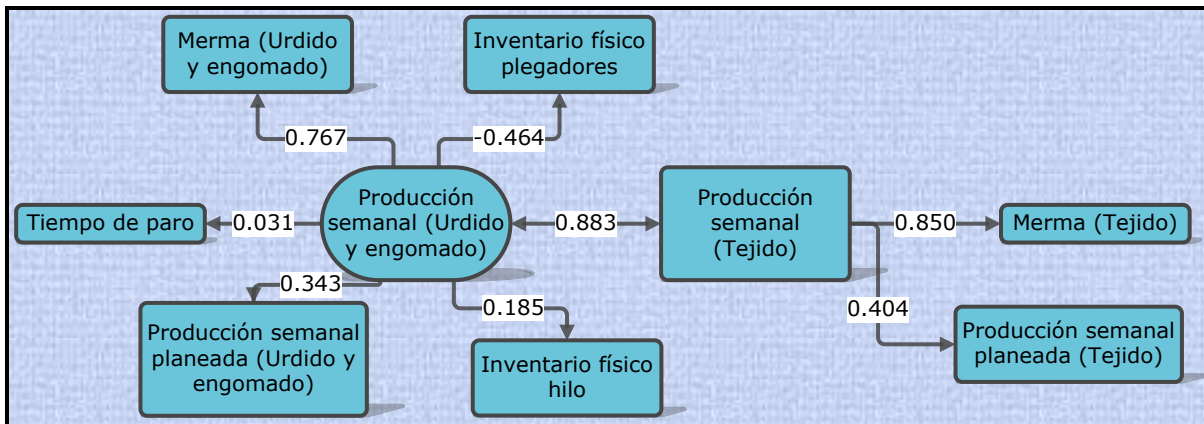 Merma (Urdido
y engomado)
Inventario físico
plegadores
0.767
-0.464
Tiempo de paro
0.031
Producción
semanal (Urdido
y engomado)
0.883
Producción
semanal
(Tejido)
0.850
Merma (Tejido)
0.343
0.185
0.404
Producción semanal
planeada (Urdido y
engomado)
Inventario físico
hilo
Producción semanal
planeada (Tejido)